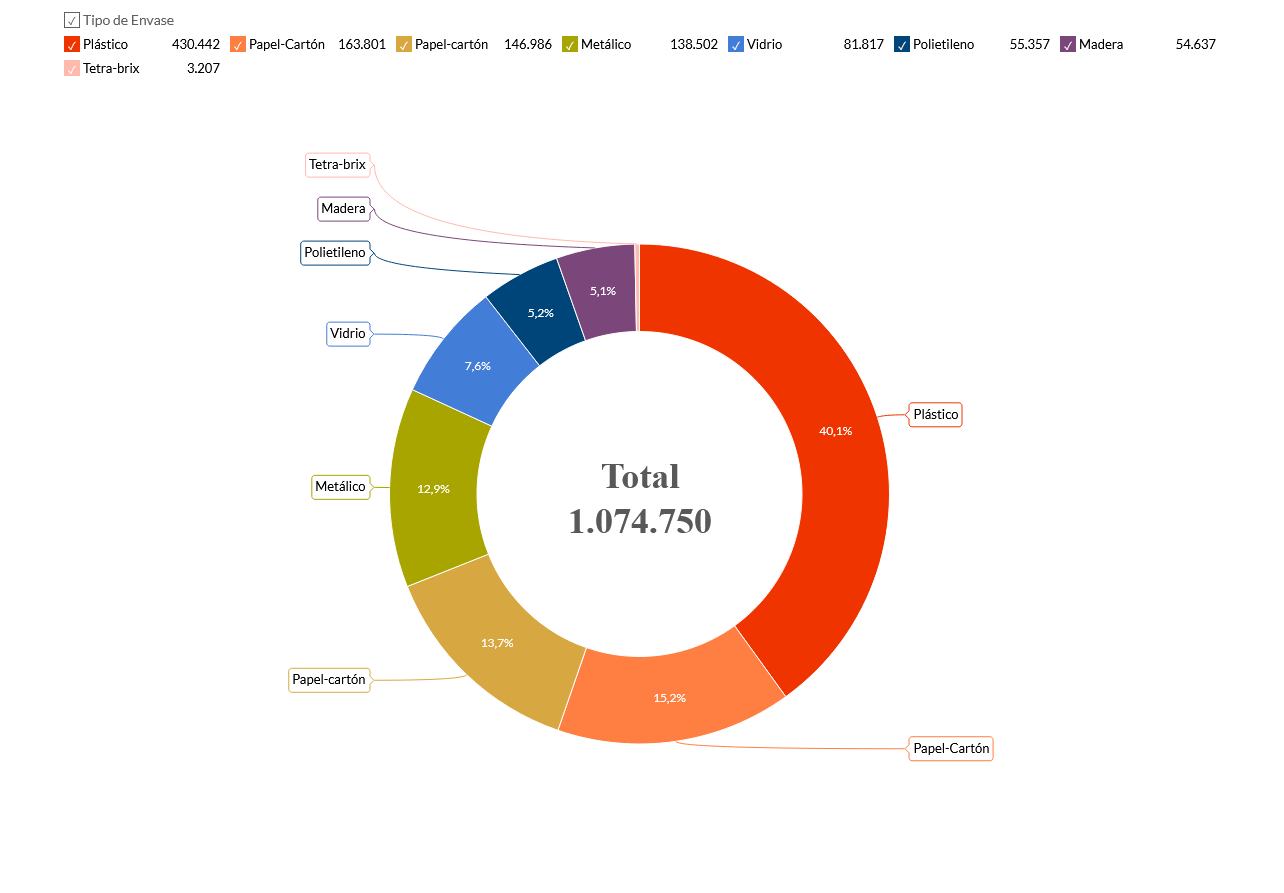 Tipo de Envase
Plástico 430.442 Papel-Cartón 163.801 Papel-cartón 146.986 Metálico 138.502 Vidrio 81.817 Polietileno 55.357 Madera 54.637
Tetra-brix 3.207
Tetra-brix
Madera
Polietileno
5,1%
5,2%
Vidrio
7,6%
Plástico
40,1%
Total
1.074.750
Metálico
12,9%
13,7%
Papel-cartón
15,2%
Papel-Cartón